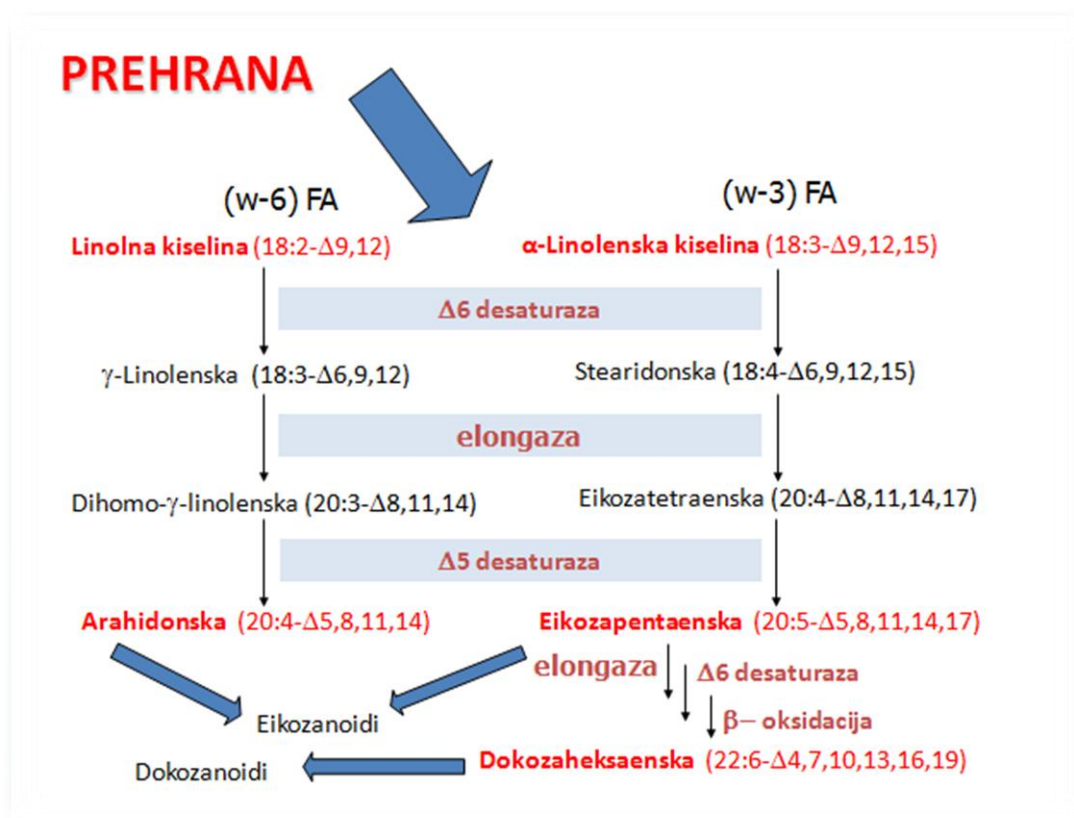 PREHRANA
(w-6) FA
(w-3) FA
Linolna kiselina (18:2-Δ9,12)
α-Linolenska kiselina (18:3-Δ9,12,15)
Δ6 desaturaza
γ-Linolenska (18:3-Δ6,9,12)
Stearidonska (18:4-Δ6,9,12,15)
elongaza
Dihomo-γ-linolenska (20:3-Δ8,11,14)
Eikozatetraenska (20:4-Δ8,11,14,17)
Δ5 desaturaza
Arahidonska (20:4-Δ5,8,11,14)
Eikozapentaenska (20:5-Δ5,8,11,14,17)
elongaza
Δ6 desaturaza
β– oksidacija
Eikozanoidi
Dokozanoidi
Dokozaheksaenska (22:6-Δ4,7,10,13,16,19)